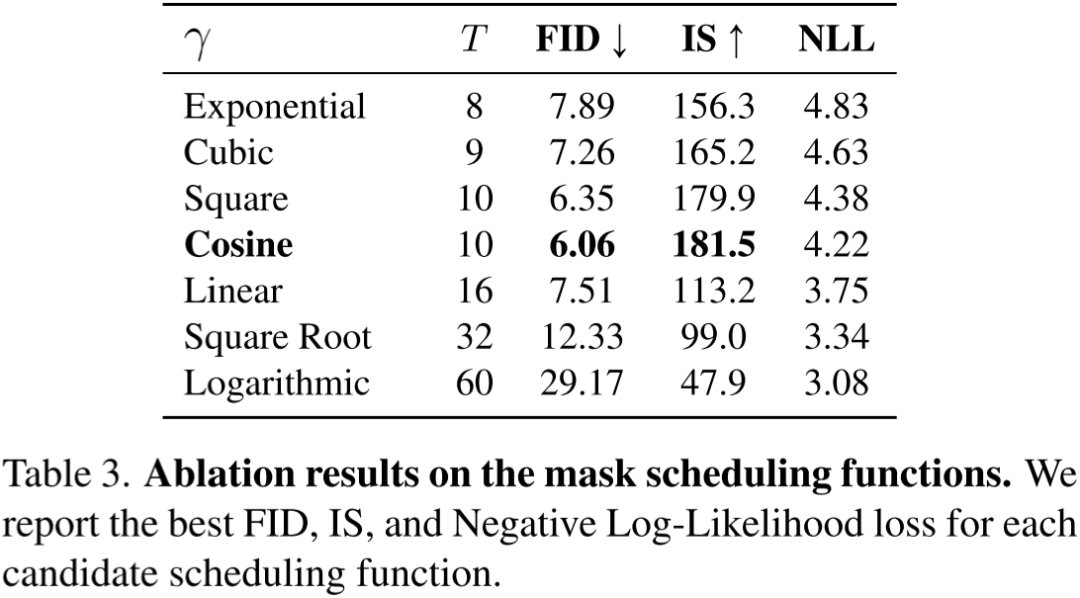 γ T FID ↓ IS ↑ NLL
Exponential 8 7.89 156.3 4.83
Cubic 9 7.26 165.2 4.63
Square 10 6.35 179.9 4.38
Cosine 10 6.06 181.5 4.22
Linear 16 7.51 113.2 3.75
Square Root 32 12.33 99.0 3.34
Logarithmic 60 29.17 47.9 3.08
Table 3. Ablation results on the mask scheduling functions. We
report the best FID, IS, and Negative Log-Likelihood loss for each
candidate scheduling function.